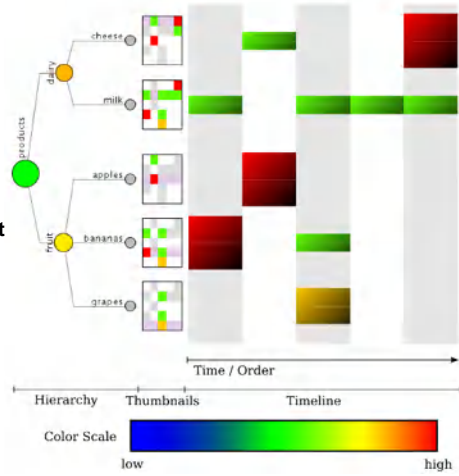 cheese
dairy
milk
products
apples
fruit
bananas
grapes
t
Time / Order
Hierarchy Thumbnails Timeline
Color Scale
low high